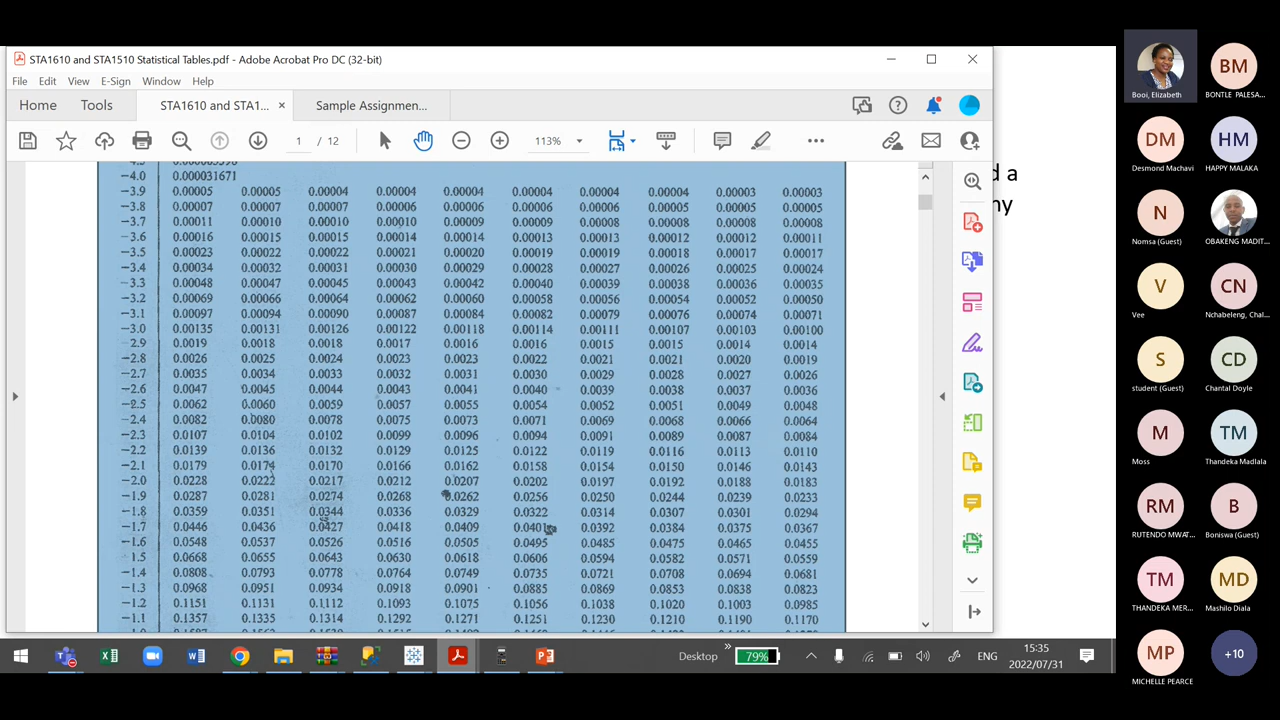 STA1610 and STA1510 Statistical Tables.pdf - Adobe Acrobat Pro DC (32-bit)
File Edit View E-Sign Window Help
Home Tools STA1610 and STA1... × Sample Assignmen...
1 / 12 113%
−4.0 0.000031671
−3.9 0.00005 0.00005 0.00004 0.00004 0.00004 0.00004 0.00004 0.00004 0.00003 0.00003
−3.8 0.00007 0.00007 0.00007 0.00006 0.00006 0.00006 0.00006 0.00005 0.00005 0.00005
−3.7 0.00011 0.00010 0.00010 0.00010 0.00009 0.00009 0.00008 0.00008 0.00008 0.00008
−3.6 0.00016 0.00015 0.00015 0.00014 0.00014 0.00013 0.00013 0.00012 0.00012 0.00011
−3.5 0.00023 0.00022 0.00022 0.00021 0.00020 0.00019 0.00019 0.00018 0.00017 0.00017
−3.4 0.00034 0.00032 0.00031 0.00030 0.00029 0.00028 0.00027 0.00026 0.00025 0.00024
−3.3 0.00048 0.00047 0.00045 0.00043 0.00042 0.00040 0.00039 0.00038 0.00036 0.00035
−3.2 0.00069 0.00066 0.00064 0.00062 0.00060 0.00058 0.00056 0.00054 0.00052 0.00050
−3.1 0.00097 0.00094 0.00090 0.00087 0.00084 0.00082 0.00079 0.00076 0.00074 0.00071
−3.0 0.00135 0.00131 0.00126 0.00122 0.00118 0.00114 0.00111 0.00107 0.00103 0.00100
−2.9 0.0019 0.0018 0.0018 0.0017 0.0016 0.0016 0.0015 0.0015 0.0014 0.0014
−2.8 0.0026 0.0025 0.0024 0.0023 0.0023 0.0022 0.0021 0.0021 0.0020 0.0019
−2.7 0.0035 0.0034 0.0033 0.0032 0.0031 0.0030 0.0029 0.0028 0.0027 0.0026
−2.6 0.0047 0.0045 0.0044 0.0043 0.0041 0.0040 0.0039 0.0038 0.0037 0.0036
−2.5 0.0062 0.0060 0.0059 0.0057 0.0055 0.0054 0.0052 0.0051 0.0049 0.0048
−2.4 0.0082 0.0080 0.0078 0.0075 0.0073 0.0071 0.0069 0.0068 0.0066 0.0064
−2.3 0.0107 0.0104 0.0102 0.0099 0.0096 0.0094 0.0091 0.0089 0.0087 0.0084
−2.2 0.0139 0.0136 0.0132 0.0129 0.0125 0.0122 0.0119 0.0116 0.0113 0.0110
−2.1 0.0179 0.0174 0.0170 0.0166 0.0162 0.0158 0.0154 0.0150 0.0146 0.0143
−2.0 0.0228 0.0222 0.0217 0.0212 0.0207 0.0202 0.0197 0.0192 0.0188 0.0183
−1.9 0.0287 0.0281 0.0274 0.0268 0.0262 0.0256 0.0250 0.0244 0.0239 0.0233
−1.8 0.0359 0.0351 0.0344 0.0336 0.0329 0.0322 0.0314 0.0307 0.0301 0.0294
−1.7 0.0446 0.0436 0.0427 0.0418 0.0409 0.0401 0.0392 0.0384 0.0375 0.0367
−1.6 0.0548 0.0537 0.0526 0.0516 0.0505 0.0495 0.0485 0.0475 0.0465 0.0455
−1.5 0.0668 0.0655 0.0643 0.0630 0.0618 0.0606 0.0594 0.0582 0.0571 0.0559
−1.4 0.0808 0.0793 0.0778 0.0764 0.0749 0.0735 0.0721 0.0708 0.0694 0.0681
−1.3 0.0968 0.0951 0.0934 0.0918 0.0901 0.0885 0.0869 0.0853 0.0838 0.0823
−1.2 0.1151 0.1131 0.1112 0.1093 0.1075 0.1056 0.1038 0.1020 0.1003 0.0985
−1.1 0.1357 0.1335 0.1314 0.1292 0.1271 0.1251 0.1230 0.1210 0.1190 0.1170
d a
ny
Desktop 79% ENG 15:35
2022/07/31
Booi, Elizabeth
BM
BONTLE PALESA...
DM
Desmond Machavi
HM
HAPPY MALAKA
N
Nomsa (Guest)
OBAKENG MADIT...
V
Vee
CN
Nchabeleng, Chal...
S
student (Guest)
CD
Chantal Doyle
M
Moss
TM
Thandeka Madlala
RM
RUTENDO MWAT...
B
Boniswa (Guest)
TM
THANDEKA MER...
MD
Mashilo Diala
MP
MICHELLE PEARCE
+10